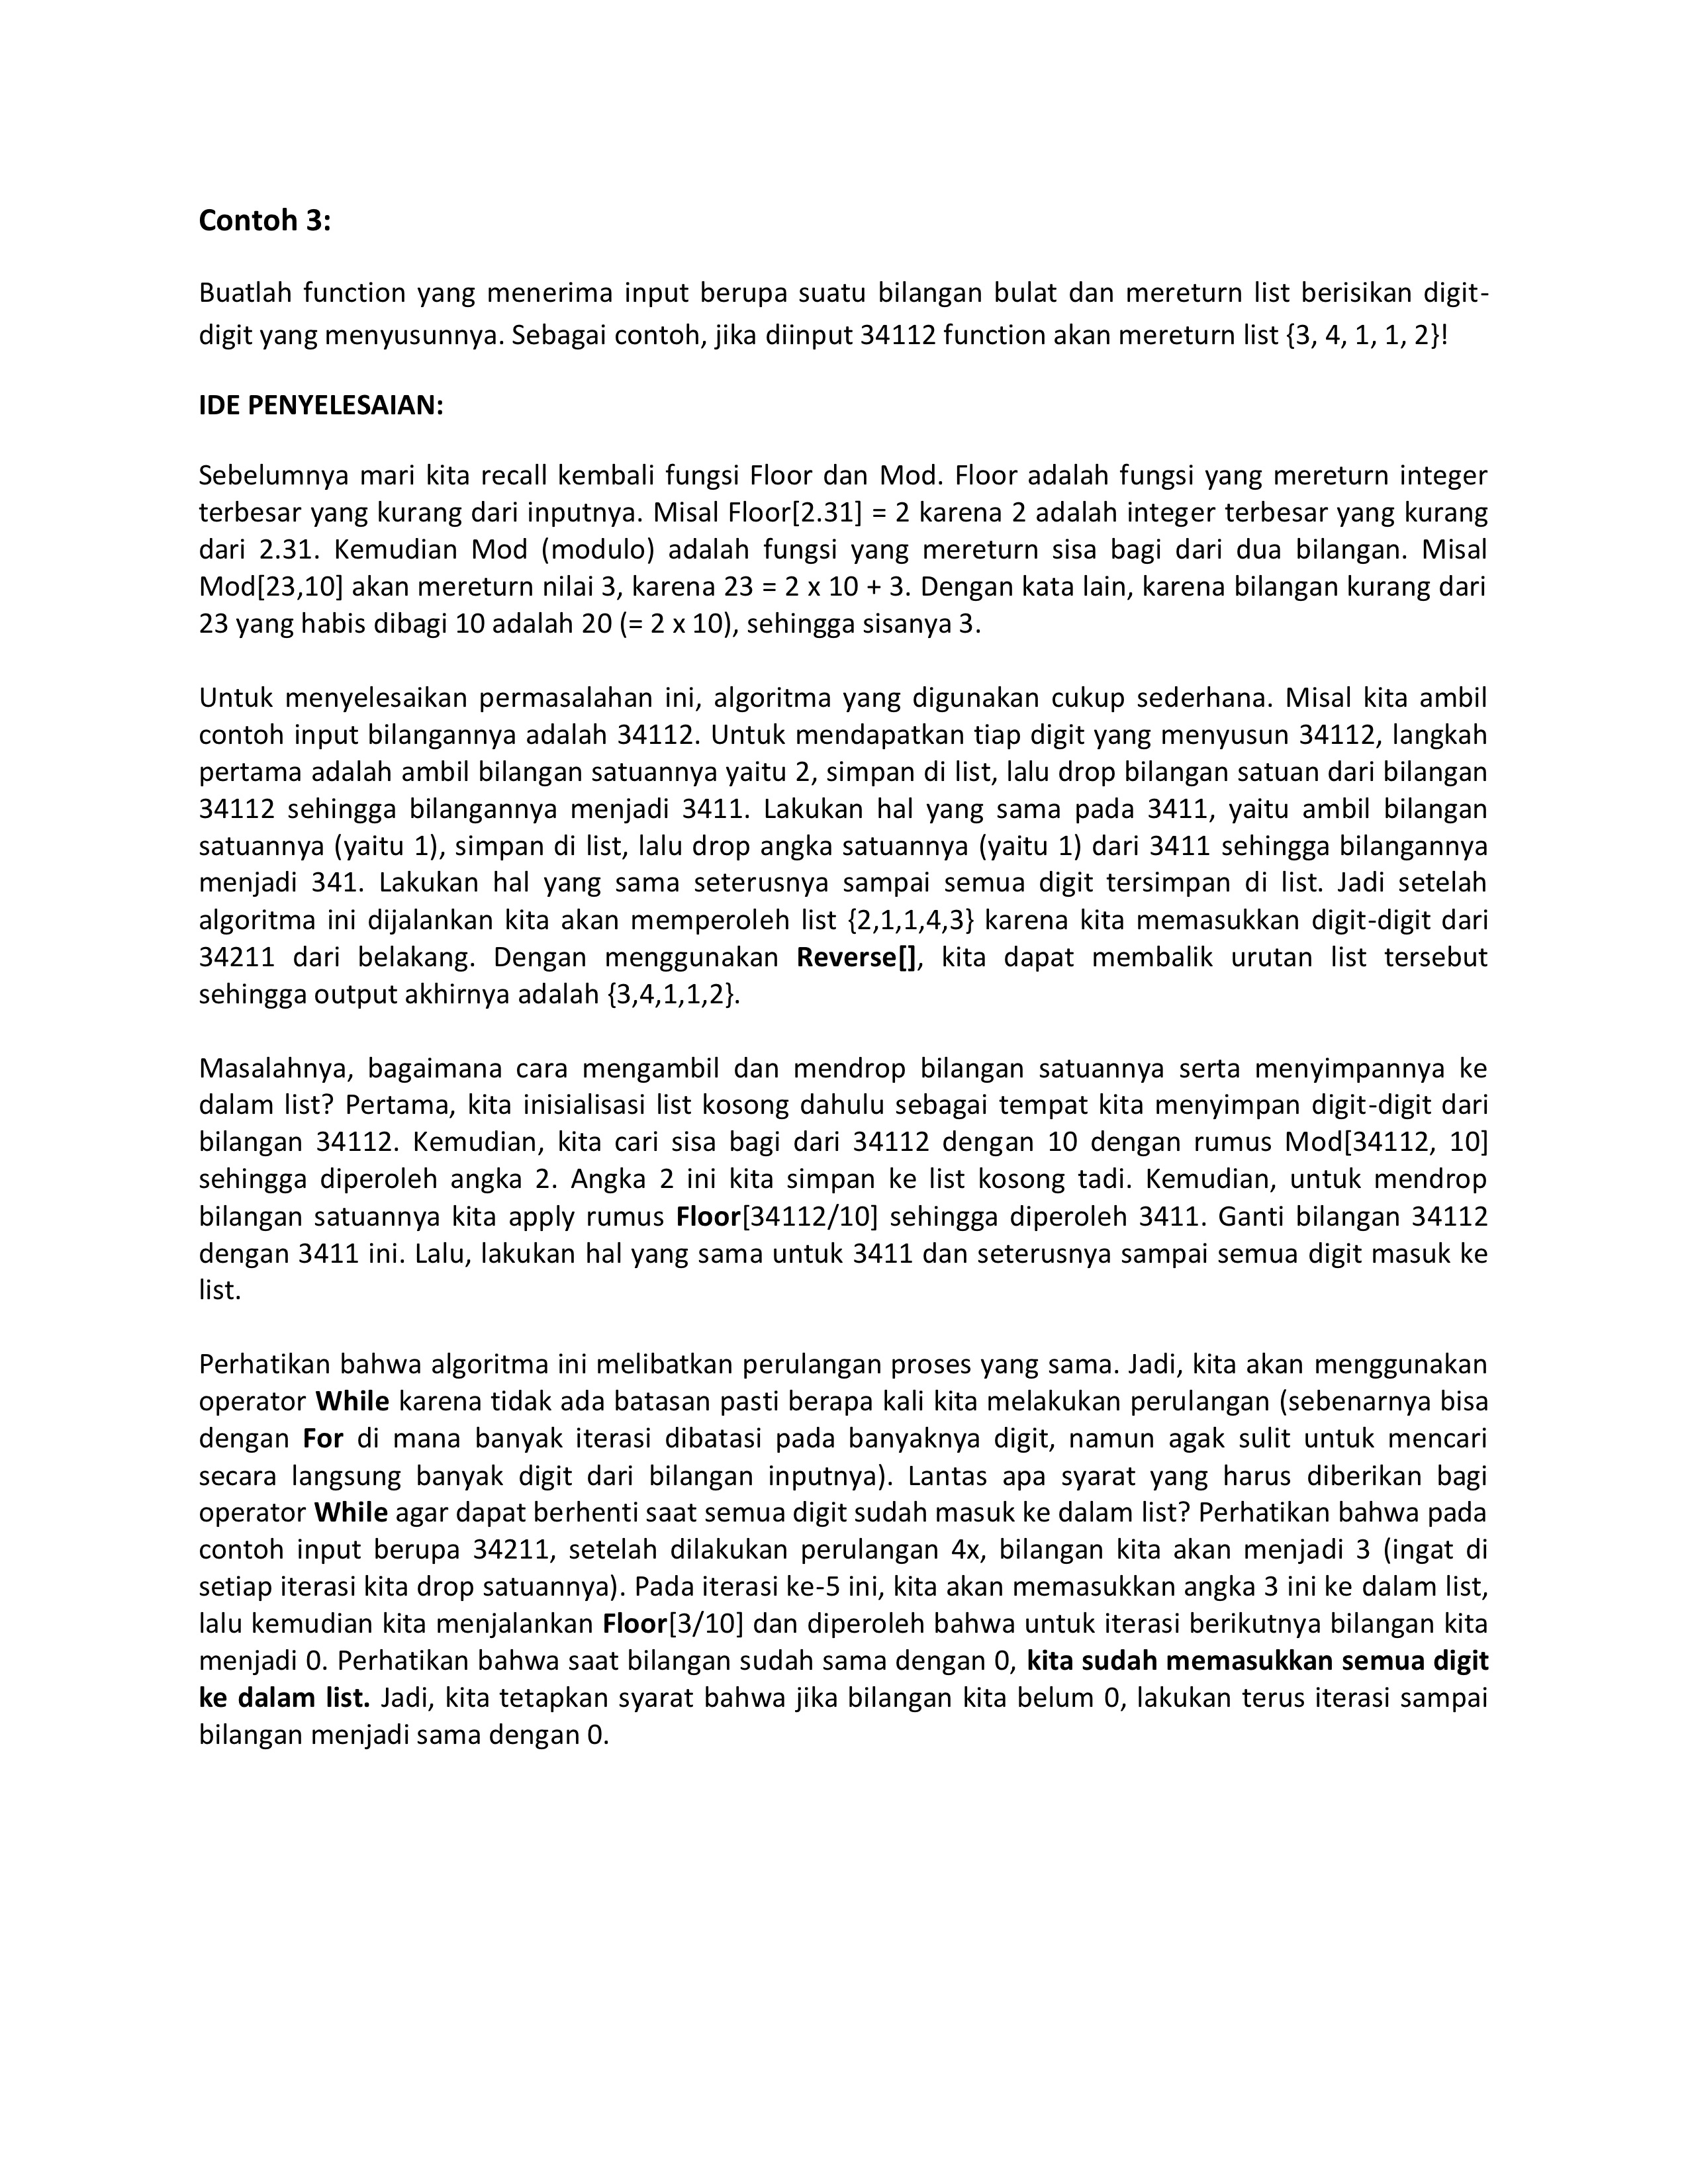 Contoh 3:
Buatlah function yang menerima input berupa suatu bilangan bulat dan mereturn list berisikan digit-
digit yang menyusunnya. Sebagai contoh, jika diinput 34112 function akan mereturn list {3, 4, 1, 1, 2}!
IDE PENYELESAIAN:
Sebelumnya mari kita recall kembali fungsi Floor dan Mod. Floor adalah fungsi yang mereturn integer
terbesar yang kurang dari inputnya. Misal Floor[2.31] = 2 karena 2 adalah integer terbesar yang kurang
dari 2.31. Kemudian Mod (modulo) adalah fungsi yang mereturn sisa bagi dari dua bilangan. Misal
Mod[23,10] akan mereturn nilai 3, karena 23 = 2 x 10 + 3. Dengan kata lain, karena bilangan kurang dari
23 yang habis dibagi 10 adalah 20 (= 2 x 10), sehingga sisanya 3.
Untuk menyelesaikan permasalahan ini, algoritma yang digunakan cukup sederhana. Misal kita ambil
contoh input bilangannya adalah 34112. Untuk mendapatkan tiap digit yang menyusun 34112, langkah
pertama adalah ambil bilangan satuannya yaitu 2, simpan di list, lalu drop bilangan satuan dari bilangan
34112 sehingga bilangannya menjadi 3411. Lakukan hal yang sama pada 3411, yaitu ambil bilangan
satuannya (yaitu 1), simpan di list, lalu drop angka satuannya (yaitu 1) dari 3411 sehingga bilangannya
menjadi 341. Lakukan hal yang sama seterusnya sampai semua digit tersimpan di list. Jadi setelah
algoritma ini dijalankan kita akan memperoleh list {2,1,1,4,3} karena kita memasukkan digit-digit dari
34211 dari belakang. Dengan menggunakan Reverse[], kita dapat membalik urutan list tersebut
sehingga output akhirnya adalah {3,4,1,1,2}.
Masalahnya, bagaimana cara mengambil dan mendrop bilangan satuannya serta menyimpannya ke
dalam list? Pertama, kita inisialisasi list kosong dahulu sebagai tempat kita menyimpan digit-digit dari
bilangan 34112. Kemudian, kita cari sisa bagi dari 34112 dengan 10 dengan rumus Mod[34112, 10]
sehingga diperoleh angka 2. Angka 2 ini kita simpan ke list kosong tadi. Kemudian, untuk mendrop
bilangan satuannya kita apply rumus Floor[34112/10] sehingga diperoleh 3411. Ganti bilangan 34112
dengan 3411 ini. Lalu, lakukan hal yang sama untuk 3411 dan seterusnya sampai semua digit masuk ke
list.
Perhatikan bahwa algoritma ini melibatkan perulangan proses yang sama. Jadi, kita akan menggunakan
operator While karena tidak ada batasan pasti berapa kali kita melakukan perulangan (sebenarnya bisa
dengan For di mana banyak iterasi dibatasi pada banyaknya digit, namun agak sulit untuk mencari
secara langsung banyak digit dari bilangan inputnya). Lantas apa syarat yang harus diberikan bagi
operator While agar dapat berhenti saat semua digit sudah masuk ke dalam list? Perhatikan bahwa pada
contoh input berupa 34211, setelah dilakukan perulangan 4x, bilangan kita akan menjadi 3 (ingat di
setiap iterasi kita drop satuannya). Pada iterasi ke-5 ini, kita akan memasukkan angka 3 ini ke dalam list,
lalu kemudian kita menjalankan Floor[3/10] dan diperoleh bahwa untuk iterasi berikutnya bilangan kita
menjadi 0. Perhatikan bahwa saat bilangan sudah sama dengan 0, kita sudah memasukkan semua digit
ke dalam list. Jadi, kita tetapkan syarat bahwa jika bilangan kita belum 0, lakukan terus iterasi sampai
bilangan menjadi sama dengan 0.